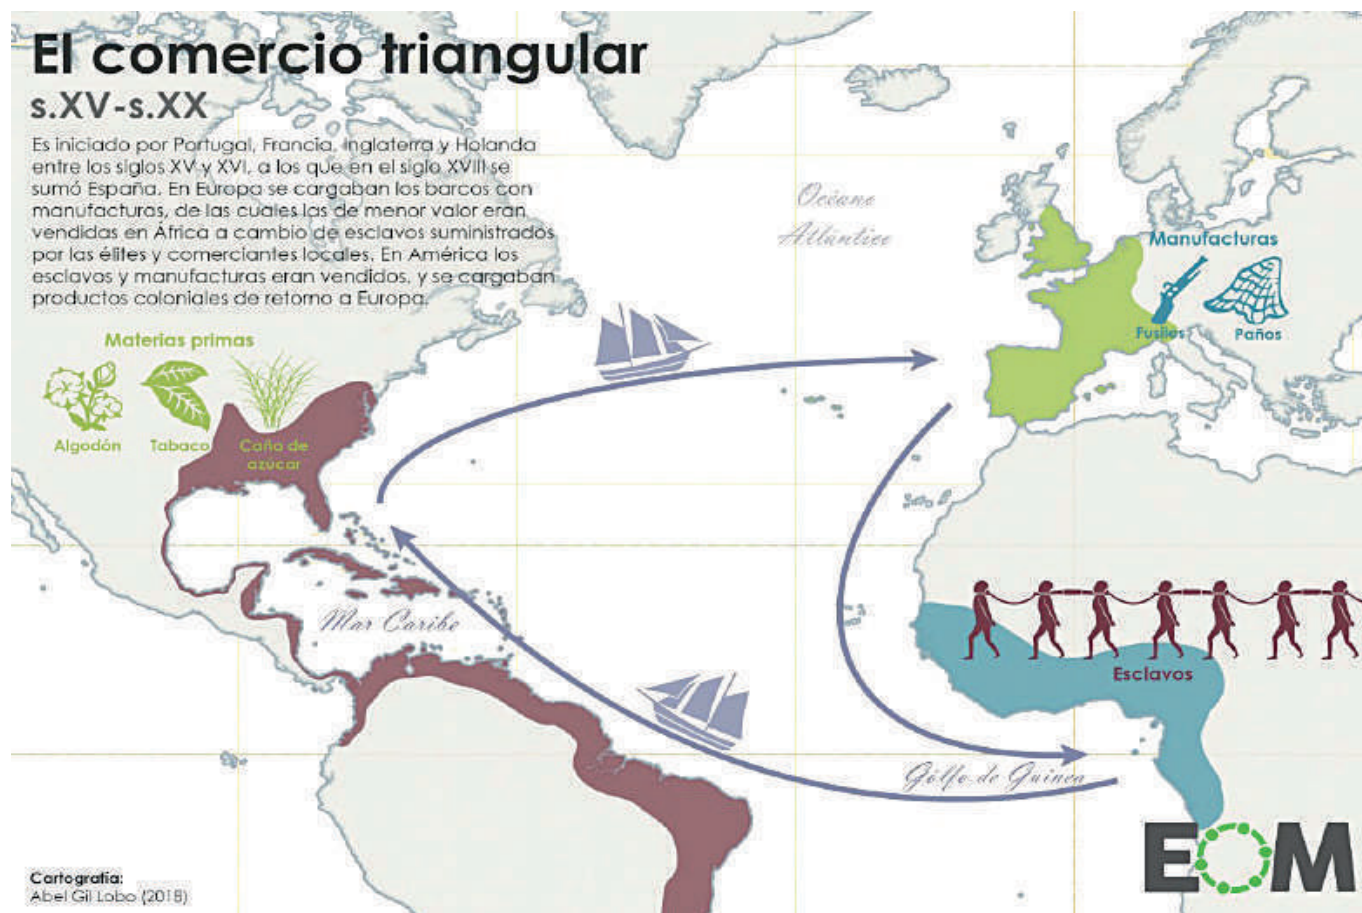 El comercio triangular
s.XV-s.XX
Es iniciado por Portugal, Francia, Inglaterra y Holanda
entre los siglos XV y XVI, a los que en el siglo XVIII se
sumó España. En Europa se cargaban los barcos con
manufacturas, de las cuales las de menor valor eran
vendidas en África a cambio de esclavos suministrados
por las élites y comerciantes locales. En América los
esclavos y manufacturas eran vendidos, y se cargaban
productos coloniales de retorno a Europa.
Océano
Atlántico
Manufacturas
Fusiles
Paños
Materias primas
Algodón
Tabaco
Caña de
azúcar
Mar Caribe
Esclavos
Golfo de Guinea
EOM
Cartografía:
Abel Gil Lobo (2018)